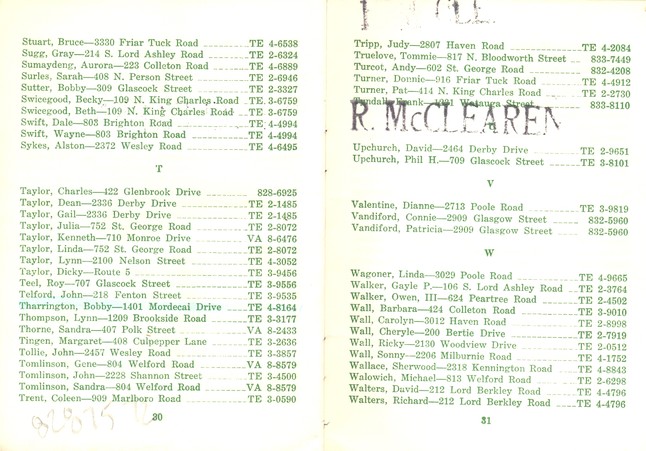 Stuart, Bruce—3330 Friar Tuck Road ............TE 4-6538
Sugg, Gray—214 S. Lord Ashley Road ........TE 2-6324
Sumaydeng, Aurora—223 Colleton Road ....TE 4-6889
Surles, Sarah—408 N. Person Street ............TE 2-6946
Sutter, Bobby—309 Glascock Street ............TE 2-3327
Swicegood, Becky—109 N. King Charles Road ..TE 3-6759
Swicegood, Beth—109 N. King Charles Road ....TE 3-6759
Swift, Dale—803 Brighton Road ................TE 4-4994
Swift, Wayne—803 Brighton Road ..............TE 4-4994
Sykes, Alston—2372 Wesley Road ..............TE 4-6495
T
Taylor, Charles—422 Glenbrook Drive ........828-6925
Taylor, Dean—2336 Derby Drive ................TE 2-1485
Taylor, Gail—2336 Derby Drive ..................TE 2-1485
Taylor, Julia—752 St. George Road ............TE 2-8072
Taylor, Kenneth—710 Monroe Drive ..........VA 8-6476
Taylor, Linda—752 St. George Road ..........TE 2-8072
Taylor, Lynn—2100 Nelson Street ..............TE 4-3052
Taylor, Dicky—Route 5 ..............................TE 3-9456
Teel, Roy—707 Glascock Street ..................TE 3-9556
Telford, John—218 Fenton Street ................TE 3-9535
Tharrington, Bobby—1401 Mordecai Drive ....TE 4-8164
Thompson, Lynn—1209 Brookside Road ......TE 3-3177
Thorne, Sandra—407 Polk Street ................VA 8-2433
Tingen, Margaret—408 Culpepper Lane ......TE 3-2636
Tollie, John—2457 Wesley Road ..................TE 3-3857
Tomlinson, Gene—804 Welford Road ..........VA 8-8579
Tomlinson, John—2228 Shannon Street ......TE 3-4500
Tomlinson, Sandra—804 Welford Road ......VA 8-8579
Trent, Coleen—909 Marlboro Road ..............TE 3-0590
30
Tripp, Judy—2807 Haven Road ..................TE 4-2084
Truelove, Tommie—817 N. Bloodworth Street ..833-7449
Turcot, Andy—602 St. George Road ............832-4208
Turner, Donnie—916 Friar Tuck Road ........TE 4-4912
Turner, Pat—414 N. King Charles Road ......TE 2-2730
Tyndall, Frank— Watauga Street ......833-8110
R. McCLEAREN
Upchurch, David—2464 Derby Drive ..........TE 3-9819
Upchurch, Phil H.—709 Glascock Street ......TE 3-8101
V
Valentine, Dianne—2713 Poole Road ..........TE 3-9651
Vandiford, Connie—2909 Glasgow Street ......832-5960
Vandiford, Patricia—2909 Glasgow Street ....832-5960
W
Wagoner, Linda—3029 Poole Road ..............TE 4-9665
Walker, Gayle P.—106 S. Lord Ashley Road ..TE 2-3764
Walker, Owen, III—624 Peartree Road ........TE 2-4502
Wall, Barbara—424 Colleton Road ..............TE 3-9010
Wall, Carolyn—3012 Haven Road ................TE 2-8998
Wall, Cheryle—200 Bertie Drive ................TE 2-7919
Wall, Ricky—2130 Woodview Drive ............TE 2-0512
Wall, Sonny—2206 Milburnie Road ..............TE 4-1752
Wallace, Sherwood—2318 Kennington Road ....TE 4-8843
Walowich, Michael—813 Welford Road ........TE 2-6298
Walters, David—212 Lord Berkley Road ......TE 4-4796
Walters, Richard—212 Lord Berkley Road ....TE 4-4796
31